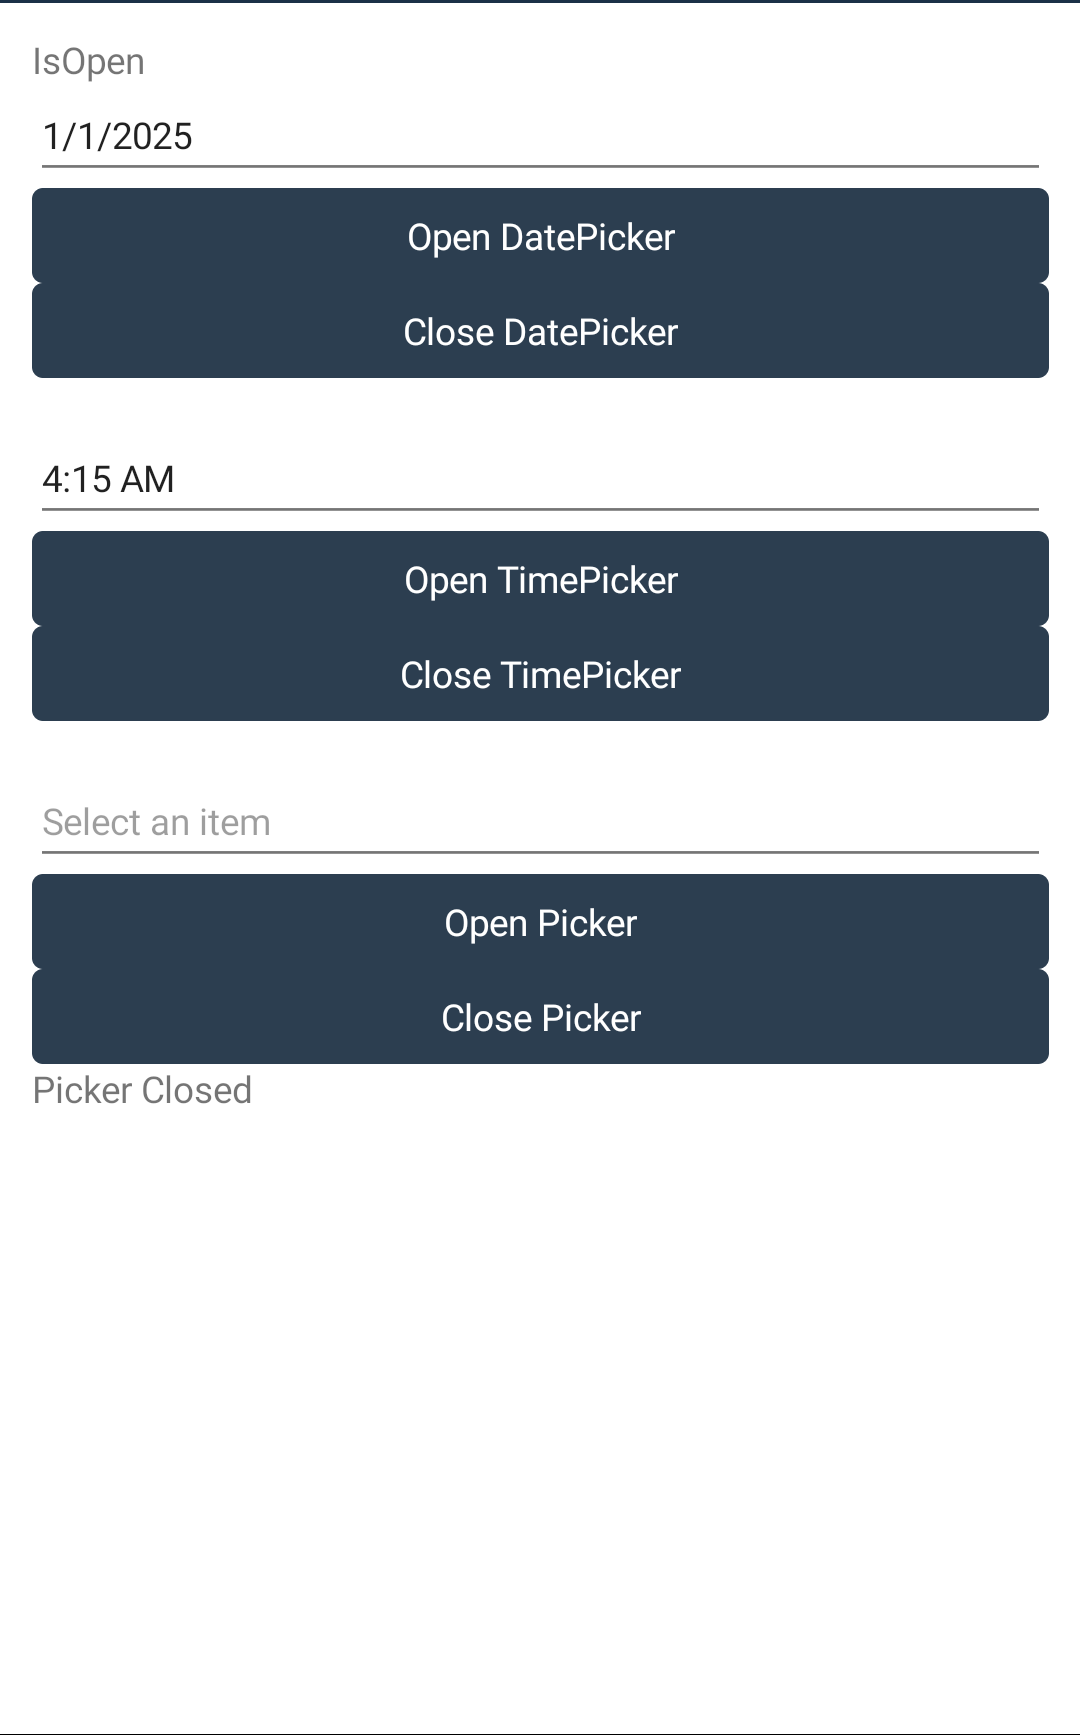 IsOpen
1/1/2025
Open DatePicker
Close DatePicker
4:15 AM
Open TimePicker
Close TimePicker
Select an item
Open Picker
Close Picker
Picker Closed